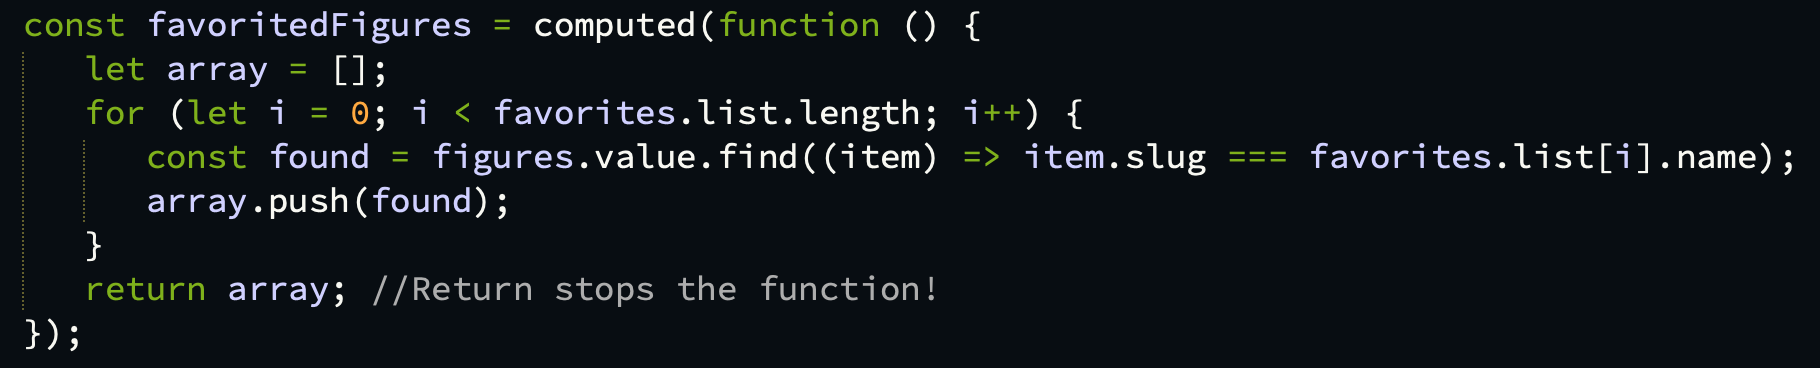 const favoritedFigures = computed(function () {
   let array = [];
   for (let i = 0; i < favorites.list.length; i++) {
      const found = figures.value.find((item) => item.slug === favorites.list[i].name);
      array.push(found);
   }
   return array; //Return stops the function!
});